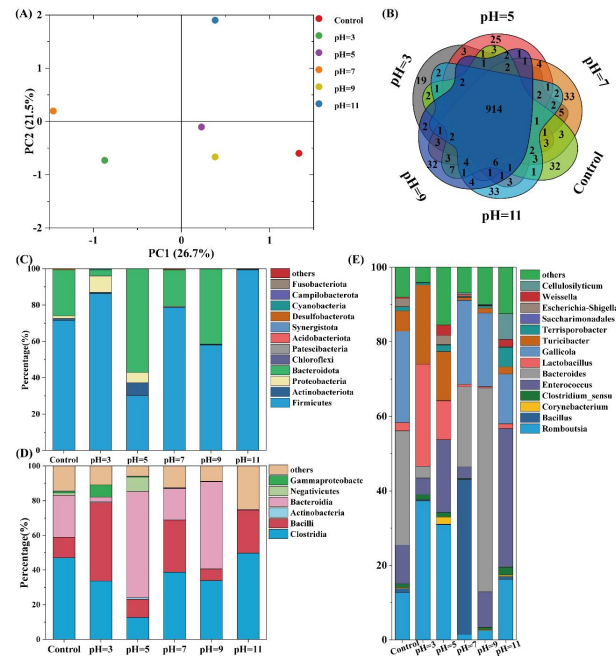 (A)
2
1
0
-1
-2
PC2 (21.5%)
-1
0
1
PC1 (26.7%)
Control
pH=3
pH=5
pH=7
pH=9
pH=11
(B)
pH=5
pH=3
pH=7
pH=9
Control
pH=11
25
19
33
32
32
33
914
(C)
Percentage(%)
100
80
60
40
20
0
others
Fusobacteriota
Campilobacterota
Cyanobacteria
Desulfobacterota
Synergistota
Acidobacteriota
Patescibacteria
Chloroflexi
Bacteroidota
Proteobacteria
Actinobacteriota
Firmicutes
Control pH=3 pH=5 pH=7 pH=9 pH=11
(D)
Percentage(%)
100
80
60
40
20
0
others
Gammaproteobacte
Negativicutes
Bacteroidia
Actinobacteria
Bacilli
Clostridia
Control pH=3 pH=5 pH=7 pH=9 pH=11
(E)
Percentage(%)
100
80
60
40
20
0
others
Cellulosilyticum
Weissella
Escherichia-Shigella
Saccharimonadales
Terrisporobacter
Turicibacter
Gallicola
Lactobacillus
Bacteroides
Enterococcus
Clostridium_sensu
Corynebacterium
Bacillus
Romboutsia
Control pH=3 pH=5 pH=7 pH=9 pH=11